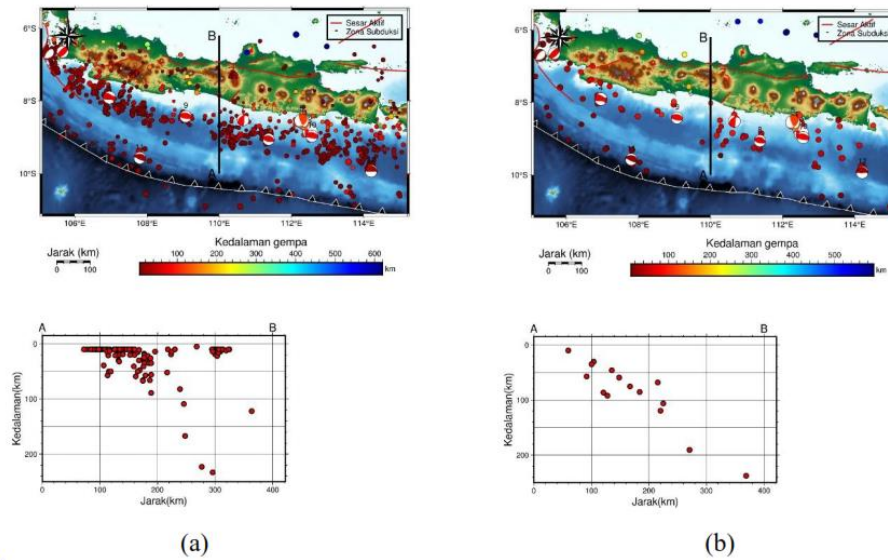 Sesar Aktif
Zona Subduksi
6°S
8°S
10°S
B
A
9
106°E
108°E
110°E
112°E
114°E
Jarak (km)
0 100
Kedalaman gempa
100 200 300 400 500 600
km
A B
Kedalaman(km)
0
100
200
0 100 200 300 400
Jarak(km)
(a)
Sesar Aktif
Zona Subduksi
6°S
8°S
10°S
B
A
12
106°E
108°E
110°E
112°E
114°E
Jarak (km)
0 100
Kedalaman gempa
100 200 300 400 500
km
A B
Kedalaman(km)
0
100
200
0 100 200 300 400
Jarak(km)
(b)